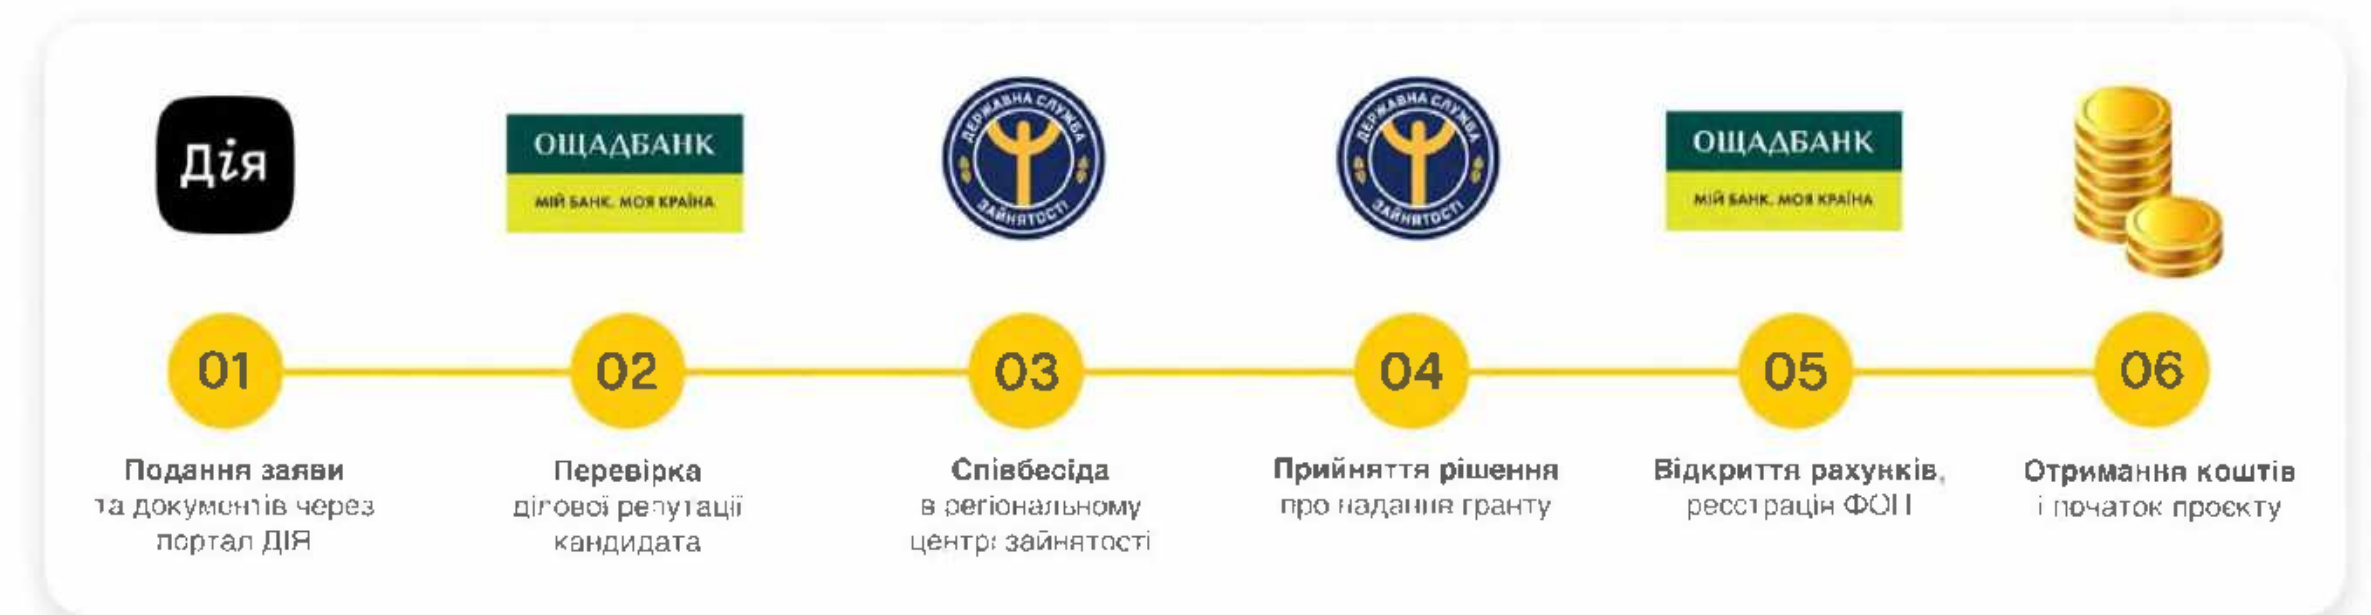 Дія
ОЩАДБАНК
МІЙ БАНК. МОЯ КРАЇНА
ДЕРЖАВНА СЛУЖБА
ЗАЙНЯТОСТІ
ДЕРЖАВНА СЛУЖБА
ЗАЙНЯТОСТІ
ОЩАДБАНК
МІЙ БАНК. МОЯ КРАЇНА
01
02
03
04
05
06
Подання заяви
та документів через
портал ДІЯ
Перевірка
ділової репутації
кандидата
Співбесіда
в регіональному
центрі зайнятості
Прийняття рішення
про надання гранту
Відкриття рахунків,
реєстрація ФОП
Отримання коштів
і початок проєкту